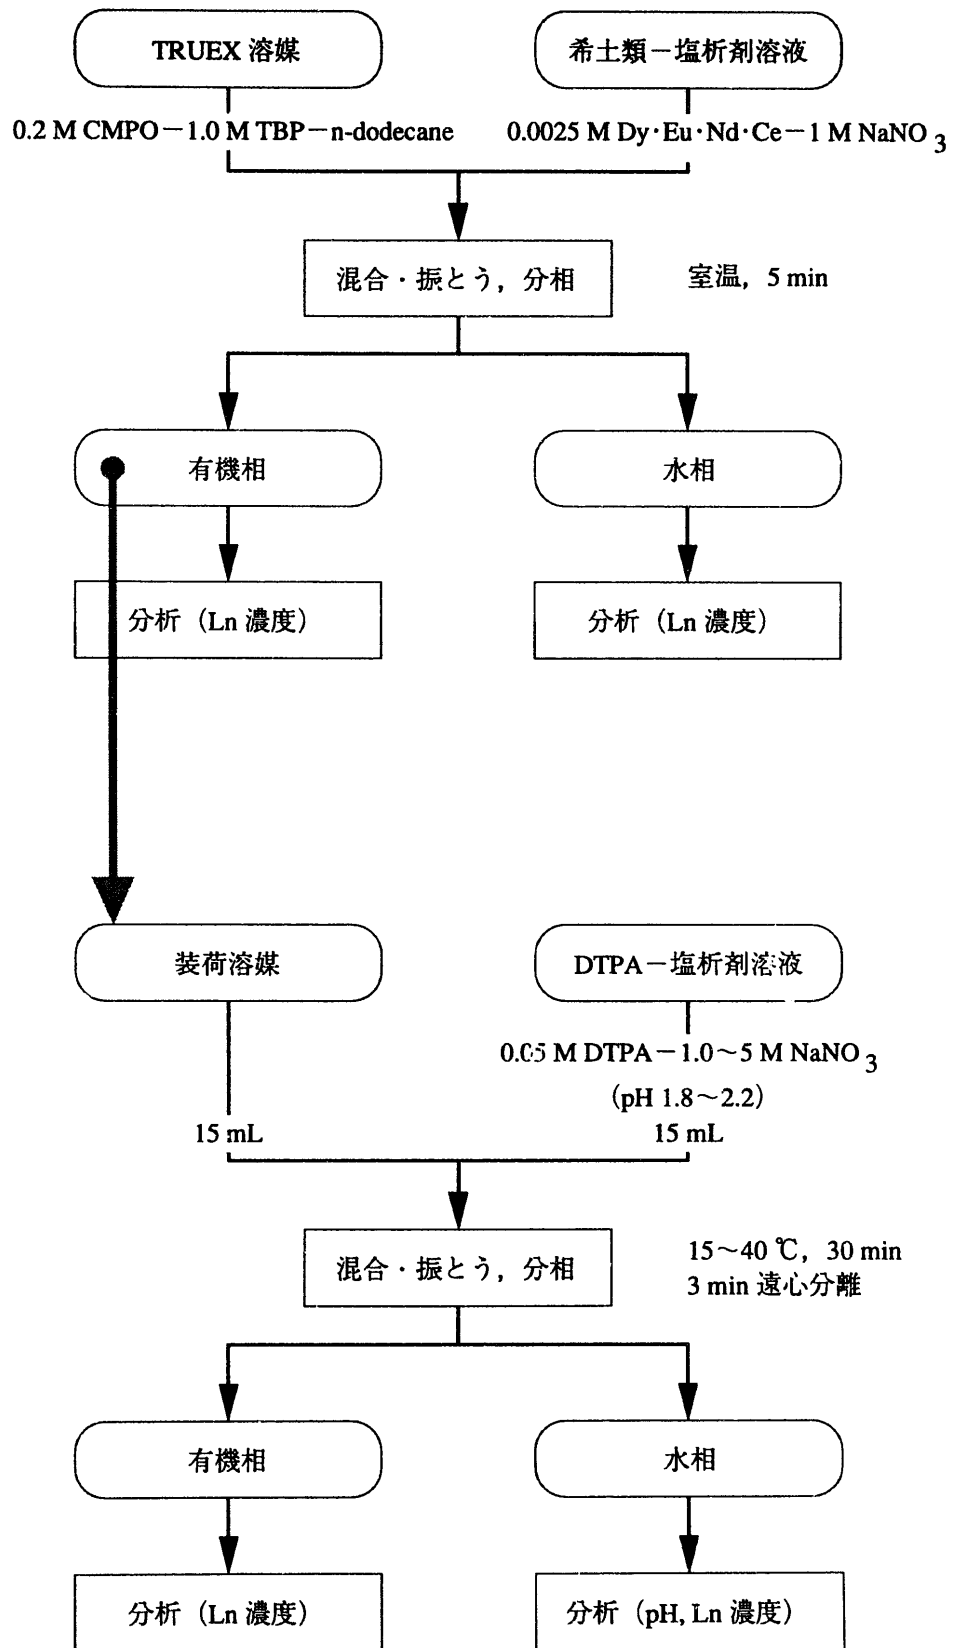 TRUEX 溶媒
希土類－塩析剤溶液
0.2 M CMPO－1.0 M TBP－n-dodecane
0.0025 M Dy·Eu·Nd·Ce－1 M NaNO3
混合・振とう，分相
室温，5 min
有機相
水相
分析（Ln 濃度）
分析（Ln 濃度）
装荷溶媒
DTPA－塩析剤溶液
0.05 M DTPA－1.0～5 M NaNO3
（pH 1.8～2.2）
15 mL
15 mL
混合・振とう，分相
15～40 ℃，30 min
3 min 遠心分離
有機相
水相
分析（Ln 濃度）
分析（pH, Ln 濃度）